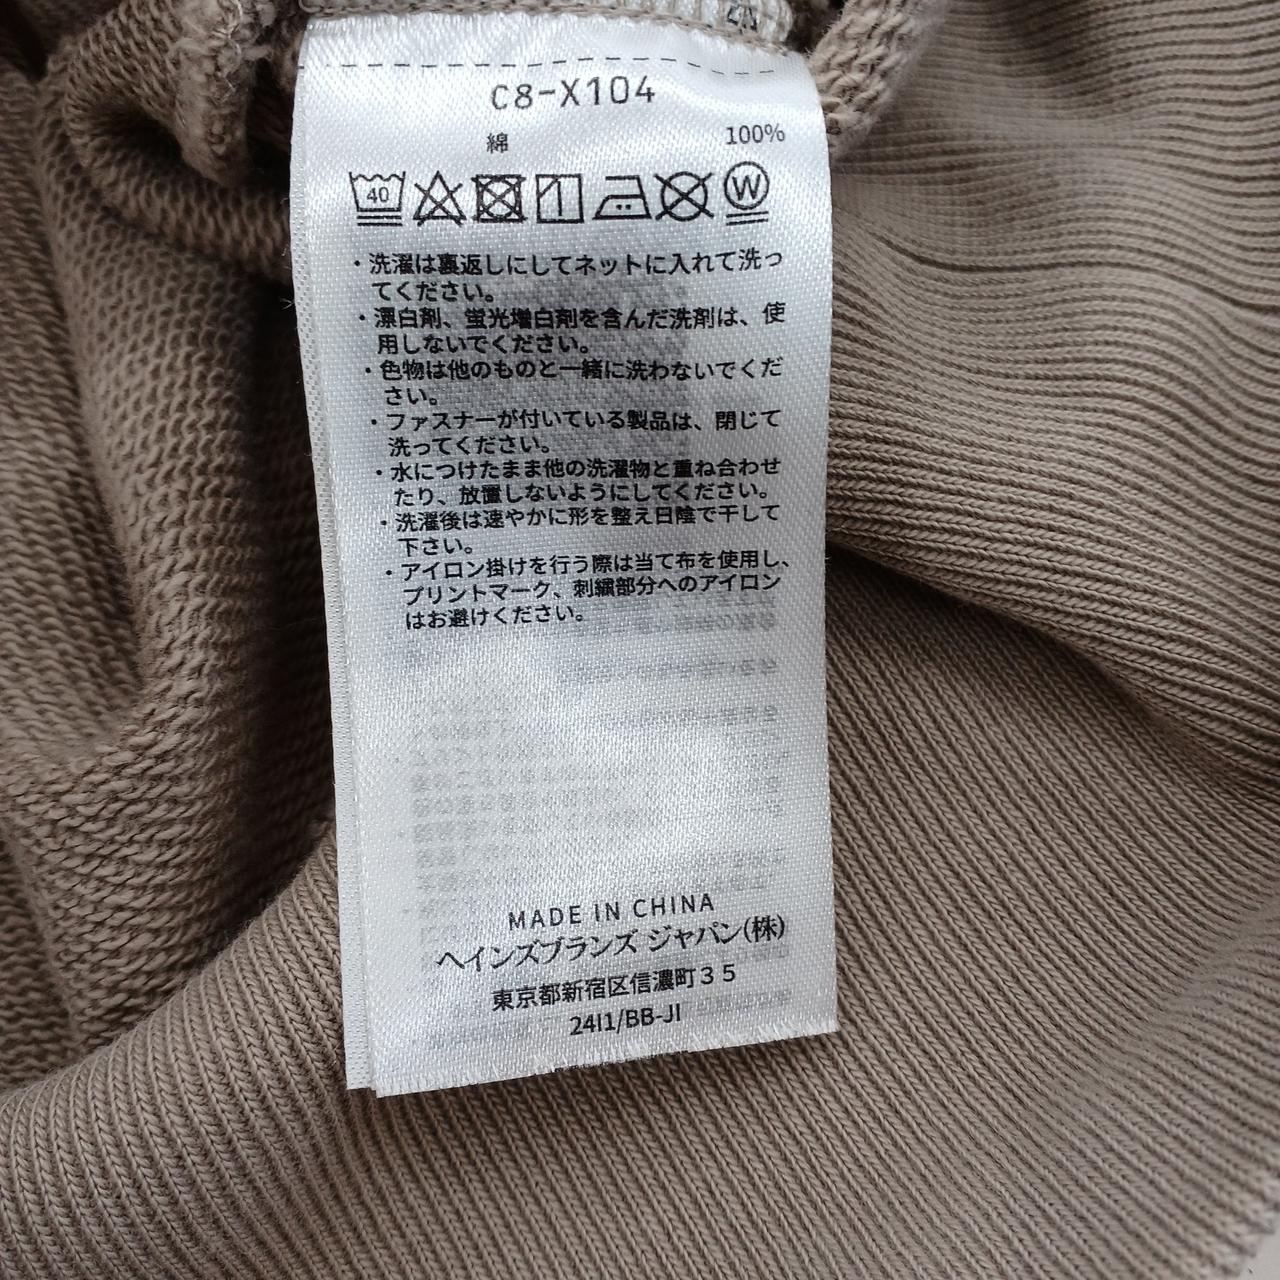 C8-X104
綿 100%
40 W
・洗濯は裏返しにしてネットに入れて洗っ
てください。
・漂白剤、蛍光増白剤を含んだ洗剤は、使
用しないでください。
・色物は他のものと一緒に洗わないでくだ
さい。
・ファスナーが付いている製品は、閉じて
洗ってください。
・水につけたまま他の洗濯物と重ね合わせ
たり、放置しないようにしてください。
・洗濯後は速やかに形を整え日陰で干して
下さい。
・アイロン掛けを行う際は当て布を使用し、
プリントマーク、刺繍部分へのアイロン
はお避けください。
MADE IN CHINA
ヘインズブランズ ジャパン(株)
東京都新宿区信濃町35
24I1/BB-JI